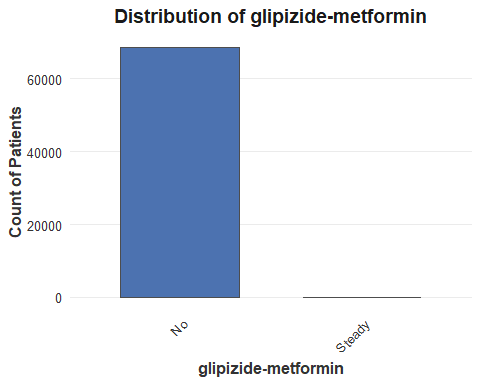 Distribution of glipizide-metformin
Count of Patients
60000
40000
20000
0
No
Steady
glipizide-metformin